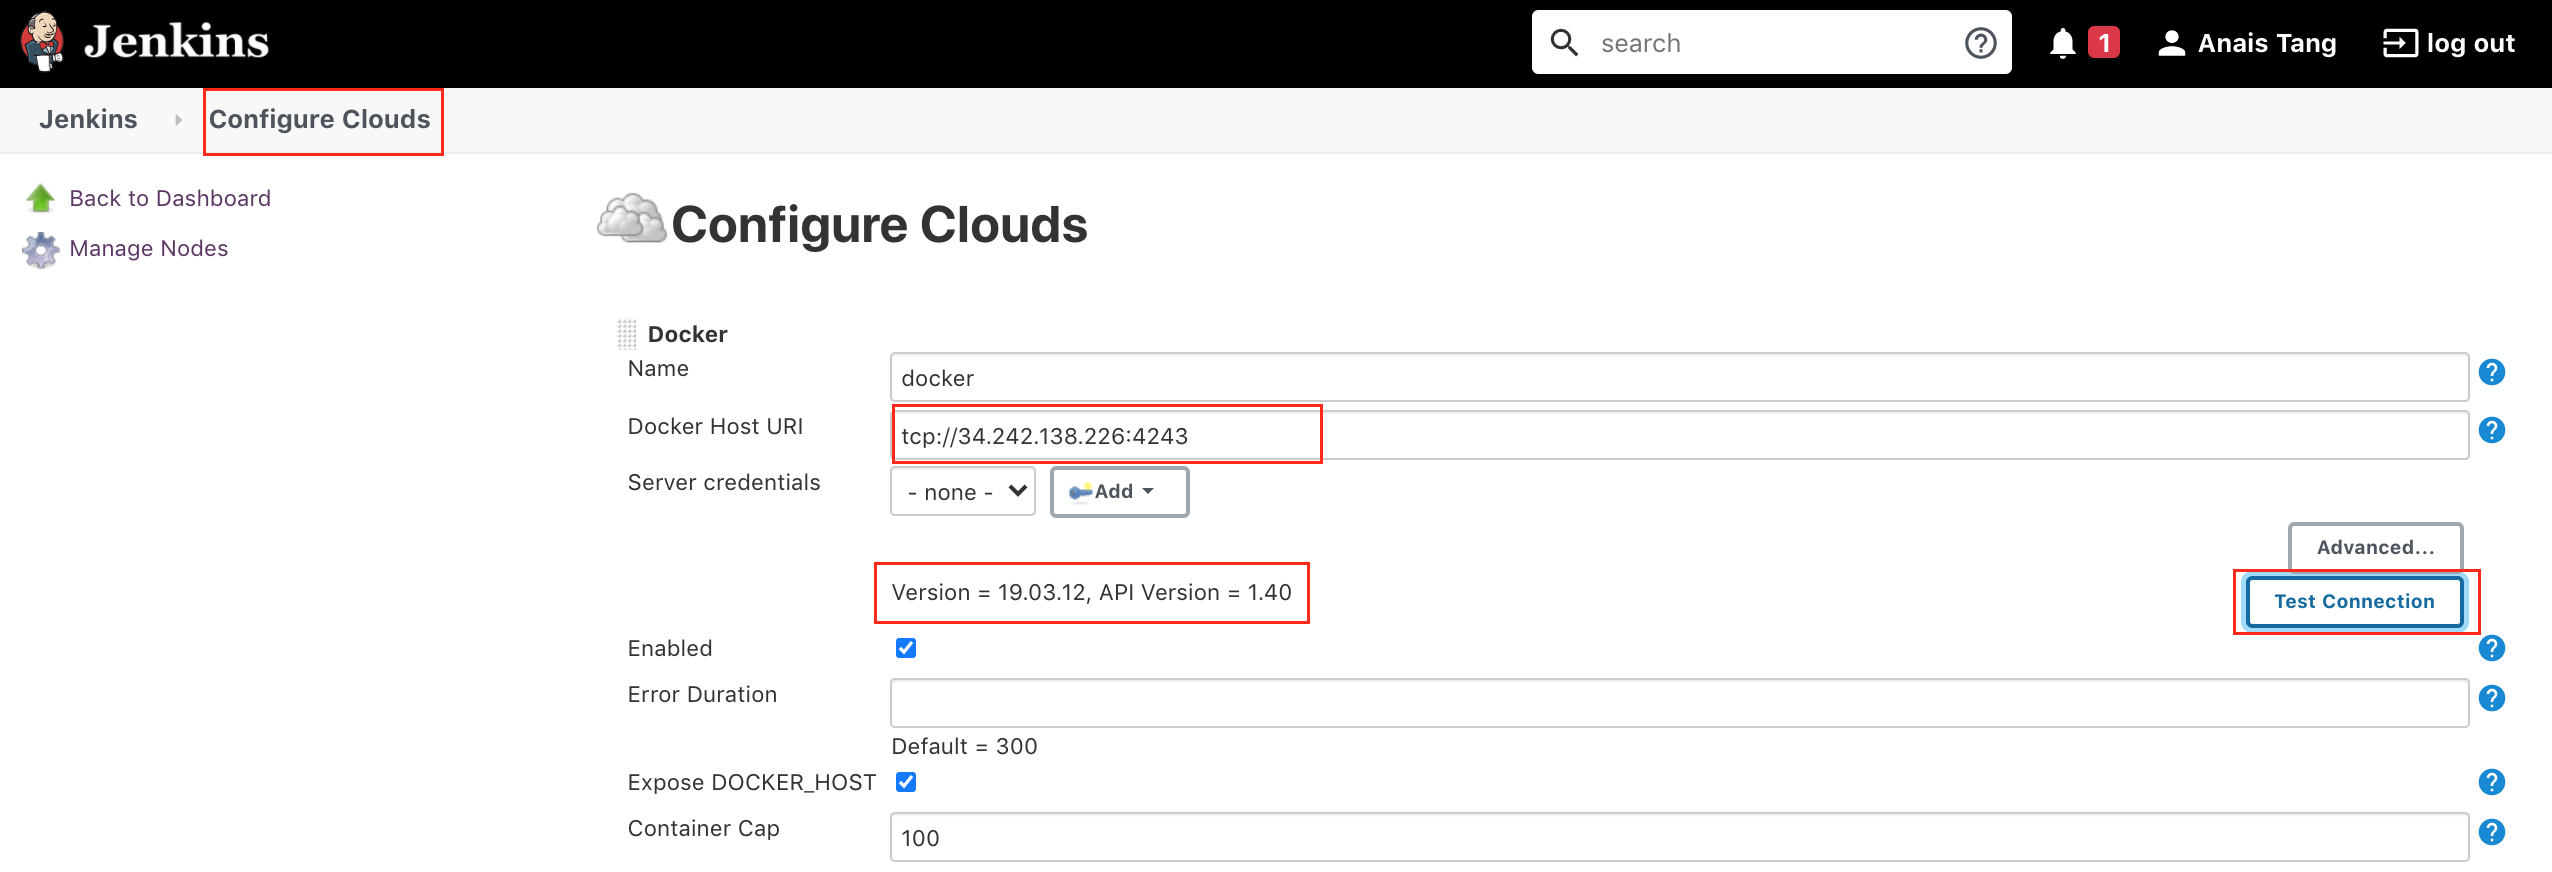 Jenkins
search
1
Anais Tang
log out
Jenkins
Configure Clouds
Back to Dashboard
Manage Nodes
Configure Clouds
Docker
Name
docker
?
Docker Host URI
tcp://34.242.138.226:4243
?
Server credentials
- none -
Add
Advanced...
Version = 19.03.12, API Version = 1.40
Test Connection
Enabled
?
Error Duration
?
Default = 300
Expose DOCKER_HOST
?
Container Cap
100
?